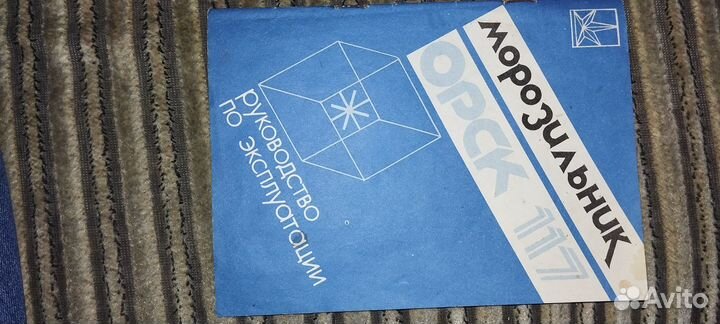 морозильник
ОРСК 117
руководство
по эксплуатации
Avito